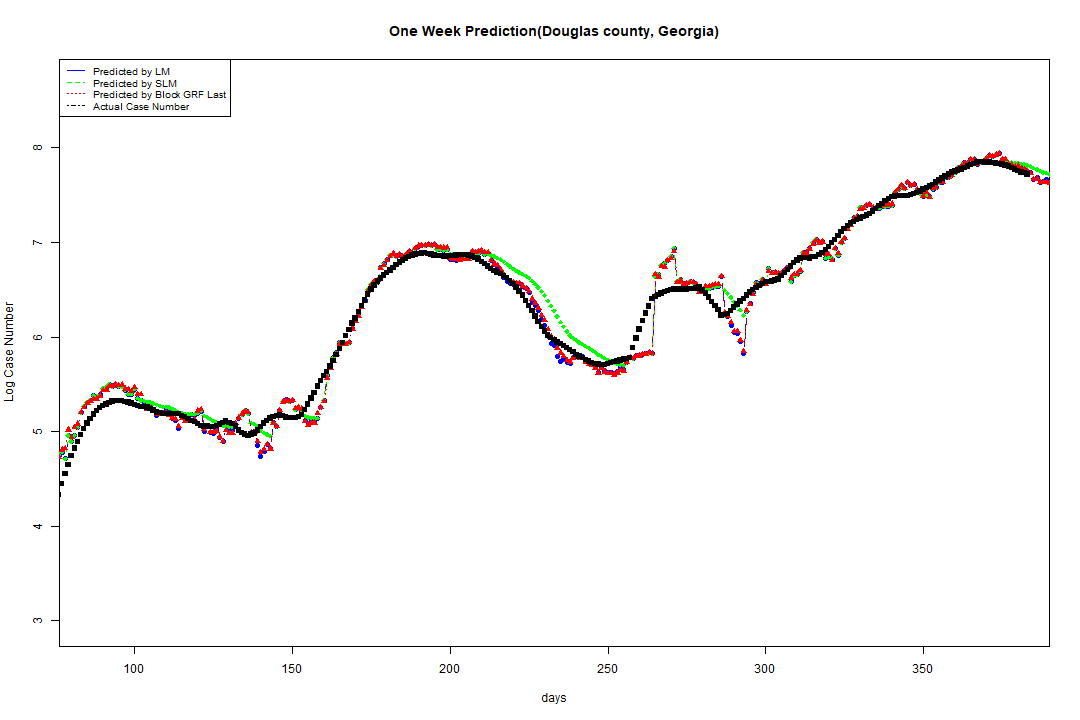 One Week Prediction(Douglas county, Georgia)
Predicted by LM
Predicted by SLM
Predicted by Block GRF Last
Actual Case Number
8
7
6
5
4
3
Log Case Number
100 150 200 250 300 350
days